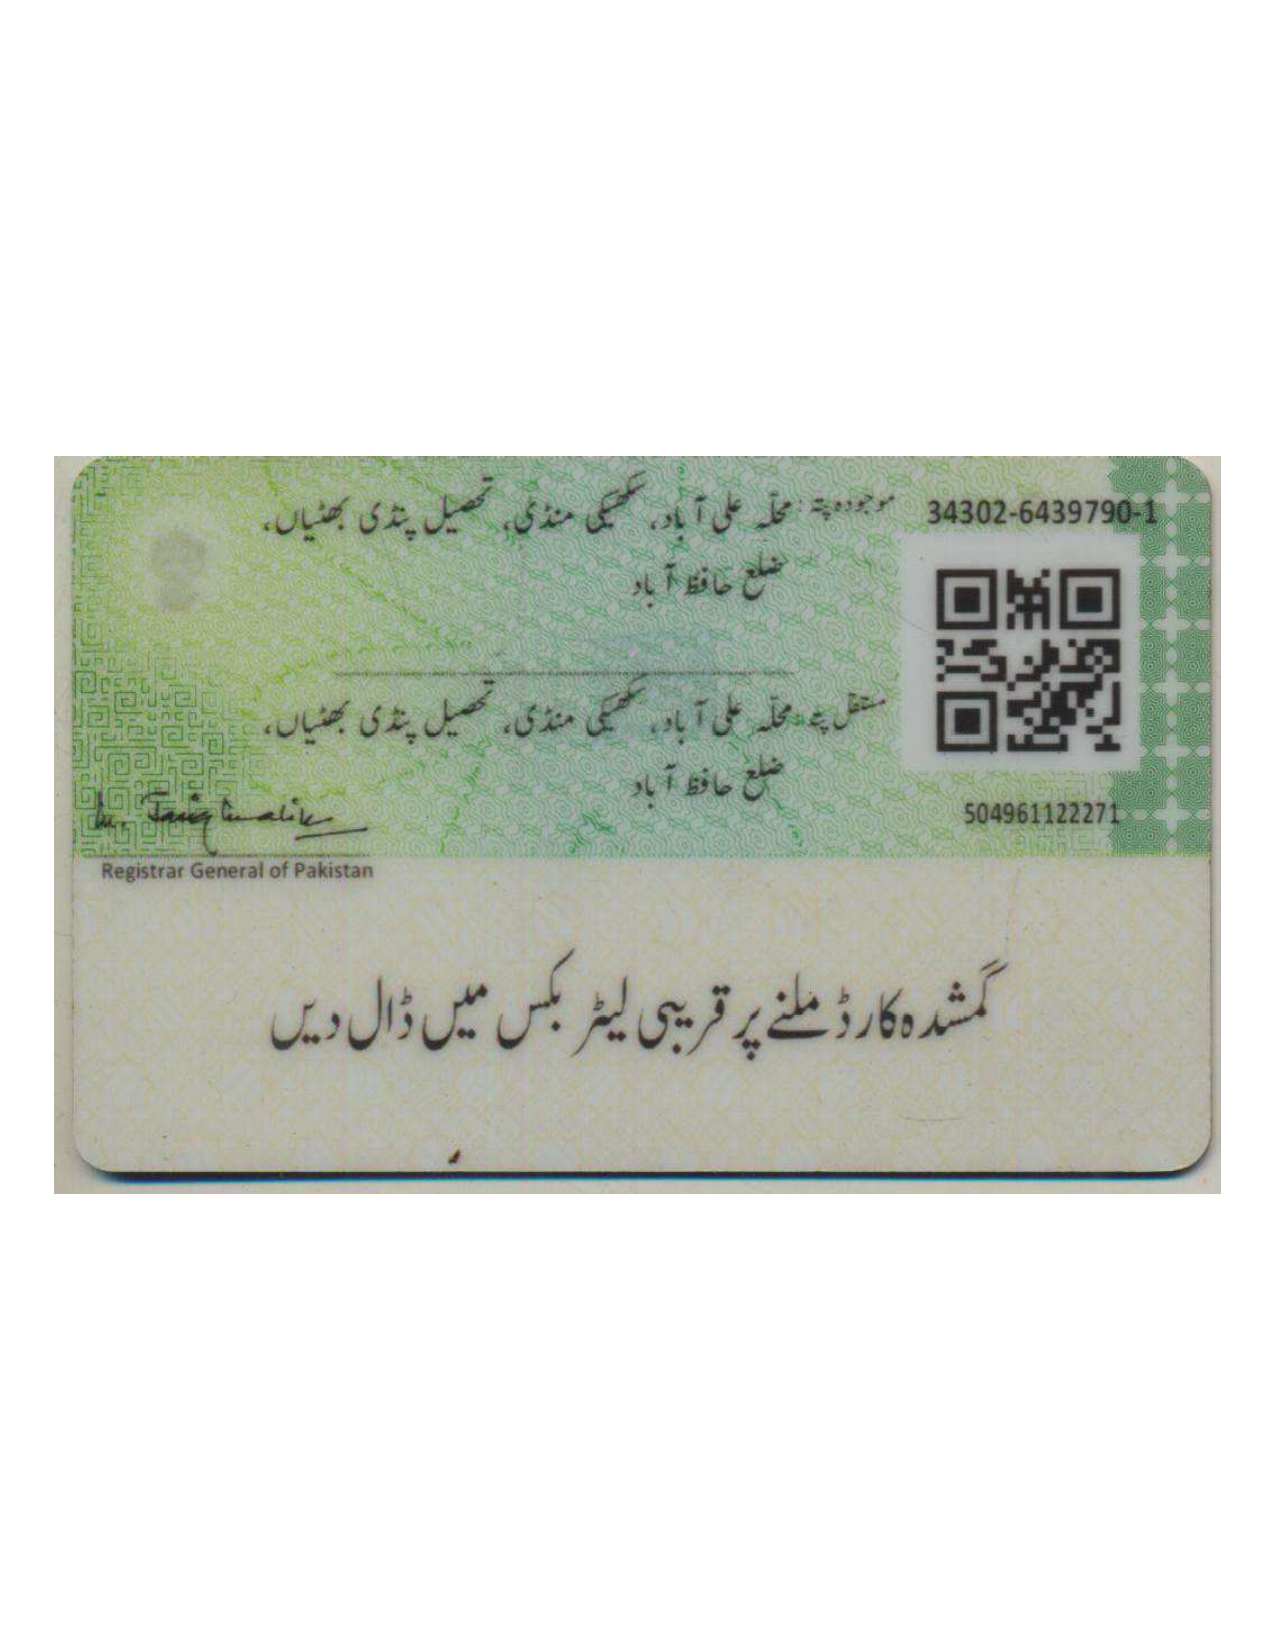 موجودہ پتہ: محلہ علی آباد، سکھیکی منڈی، تحصیل پنڈی بھٹیاں،
34302-6439790-1
ضلع حافظ آباد
مستقل پتہ: محلہ علی آباد، سکھیکی منڈی، تحصیل پنڈی بھٹیاں،
ضلع حافظ آباد
504961122271
Registrar General of Pakistan
گمشدہ کارڈ ملنے پر قریبی لیٹر بکس میں ڈال دیں